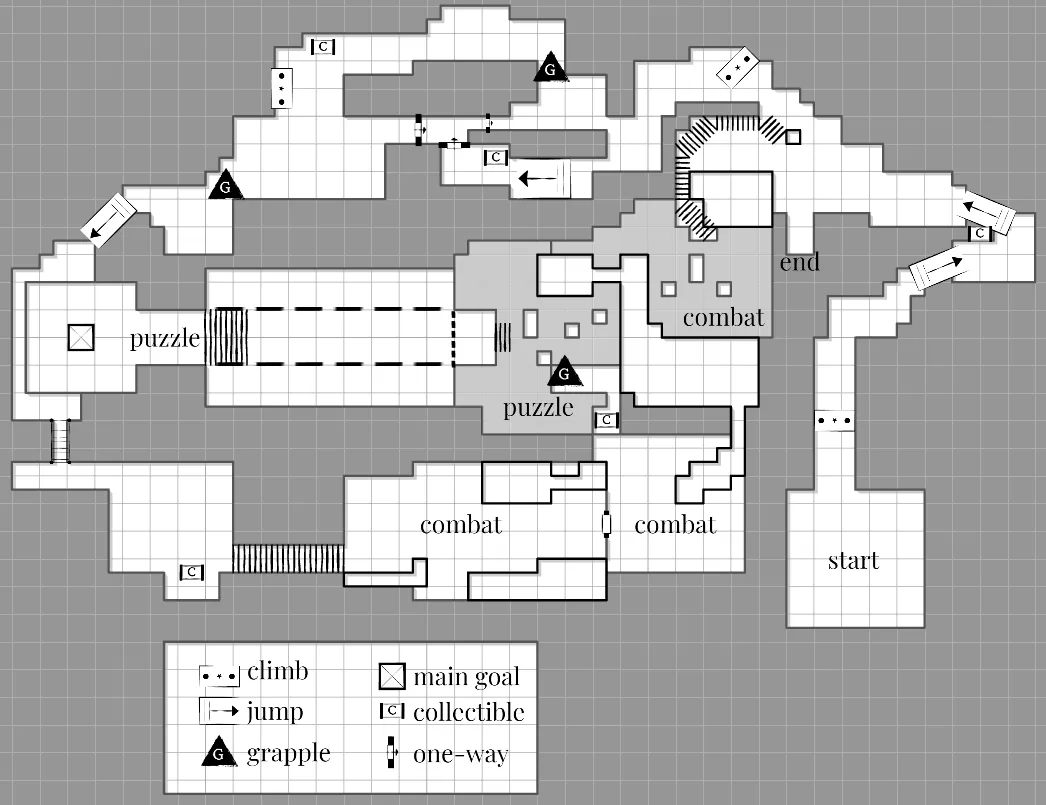 C
G
C
G
C
end
combat
puzzle
G
puzzle
C
combat
combat
start
C
climb
main goal
jump
C
collectible
G
grapple
one-way